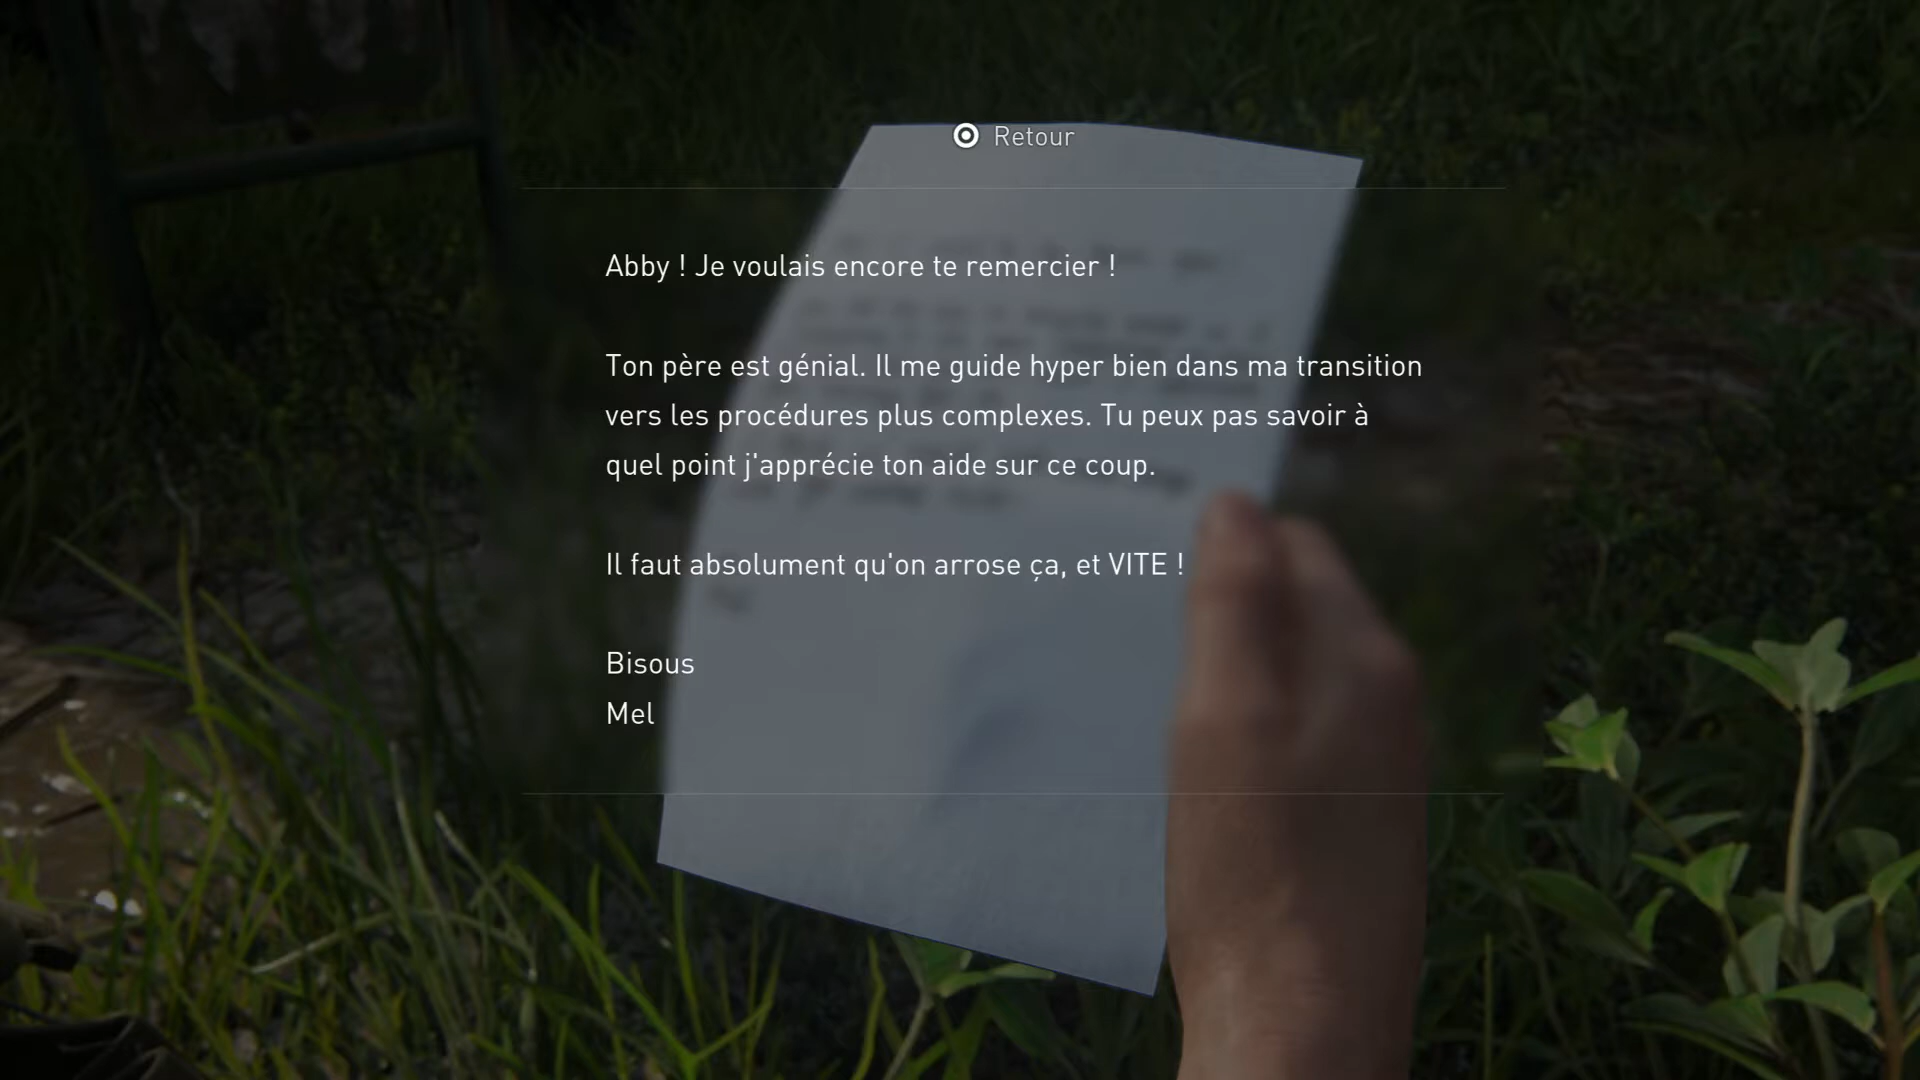 Retour
Abby ! Je voulais encore te remercier !
Ton père est génial. Il me guide hyper bien dans ma transition
vers les procédures plus complexes. Tu peux pas savoir à
quel point j'apprécie ton aide sur ce coup.
Il faut absolument qu'on arrose ça, et VITE !
Bisous
Mel